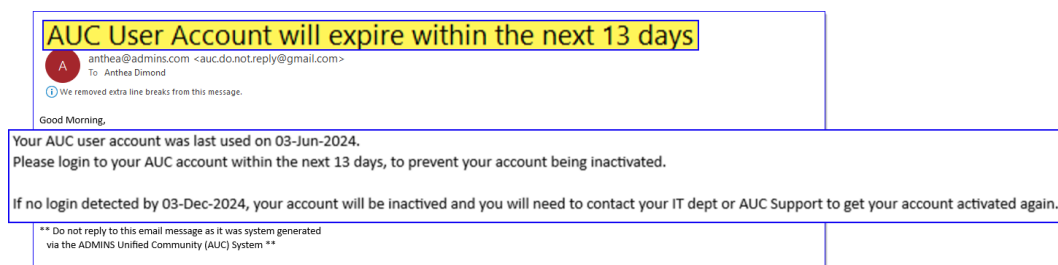 AUC User Account will expire within the next 13 days
A
anthea@admins.com <auc.do.not.reply@gmail.com>
To Anthea Dimond
We removed extra line breaks from this message.
Good Morning,
Your AUC user account was last used on 03-Jun-2024.
Please login to your AUC account within the next 13 days, to prevent your account being inactivated.
If no login detected by 03-Dec-2024, your account will be inactived and you will need to contact your IT dept or AUC Support to get your account activated again.
** Do not reply to this email message as it was system generated
via the ADMINS Unified Community (AUC) System **